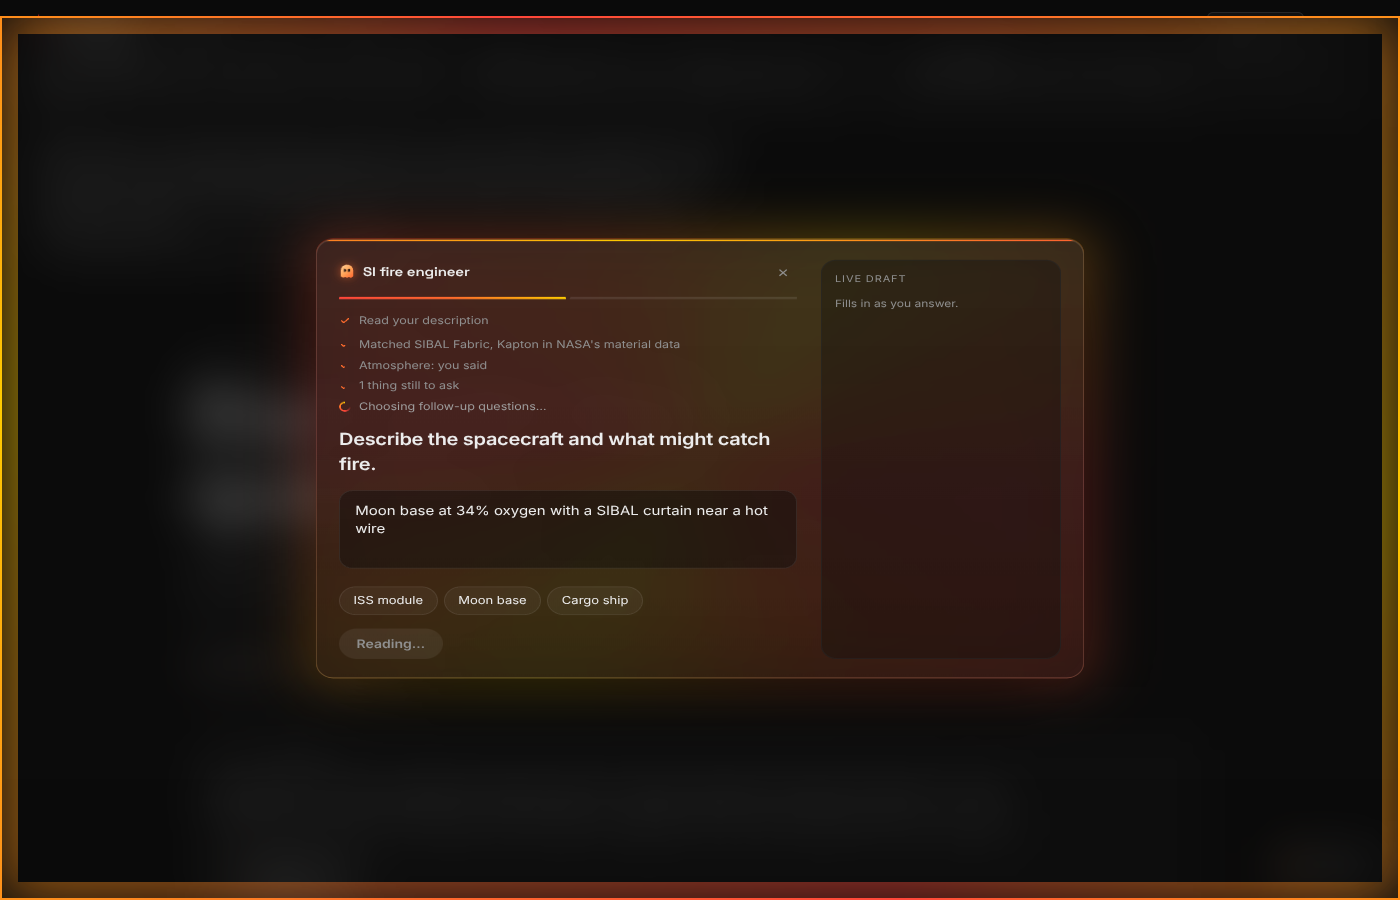 SI fire engineer
Read your description
Matched SIBAL Fabric, Kapton in NASA's material data
Atmosphere: you said
1 thing still to ask
Choosing follow-up questions...
Describe the spacecraft and what might catch
fire.
Moon base at 34% oxygen with a SIBAL curtain near a hot
wire
ISS module
Moon base
Cargo ship
Reading...
LIVE DRAFT
Fills in as you answer.